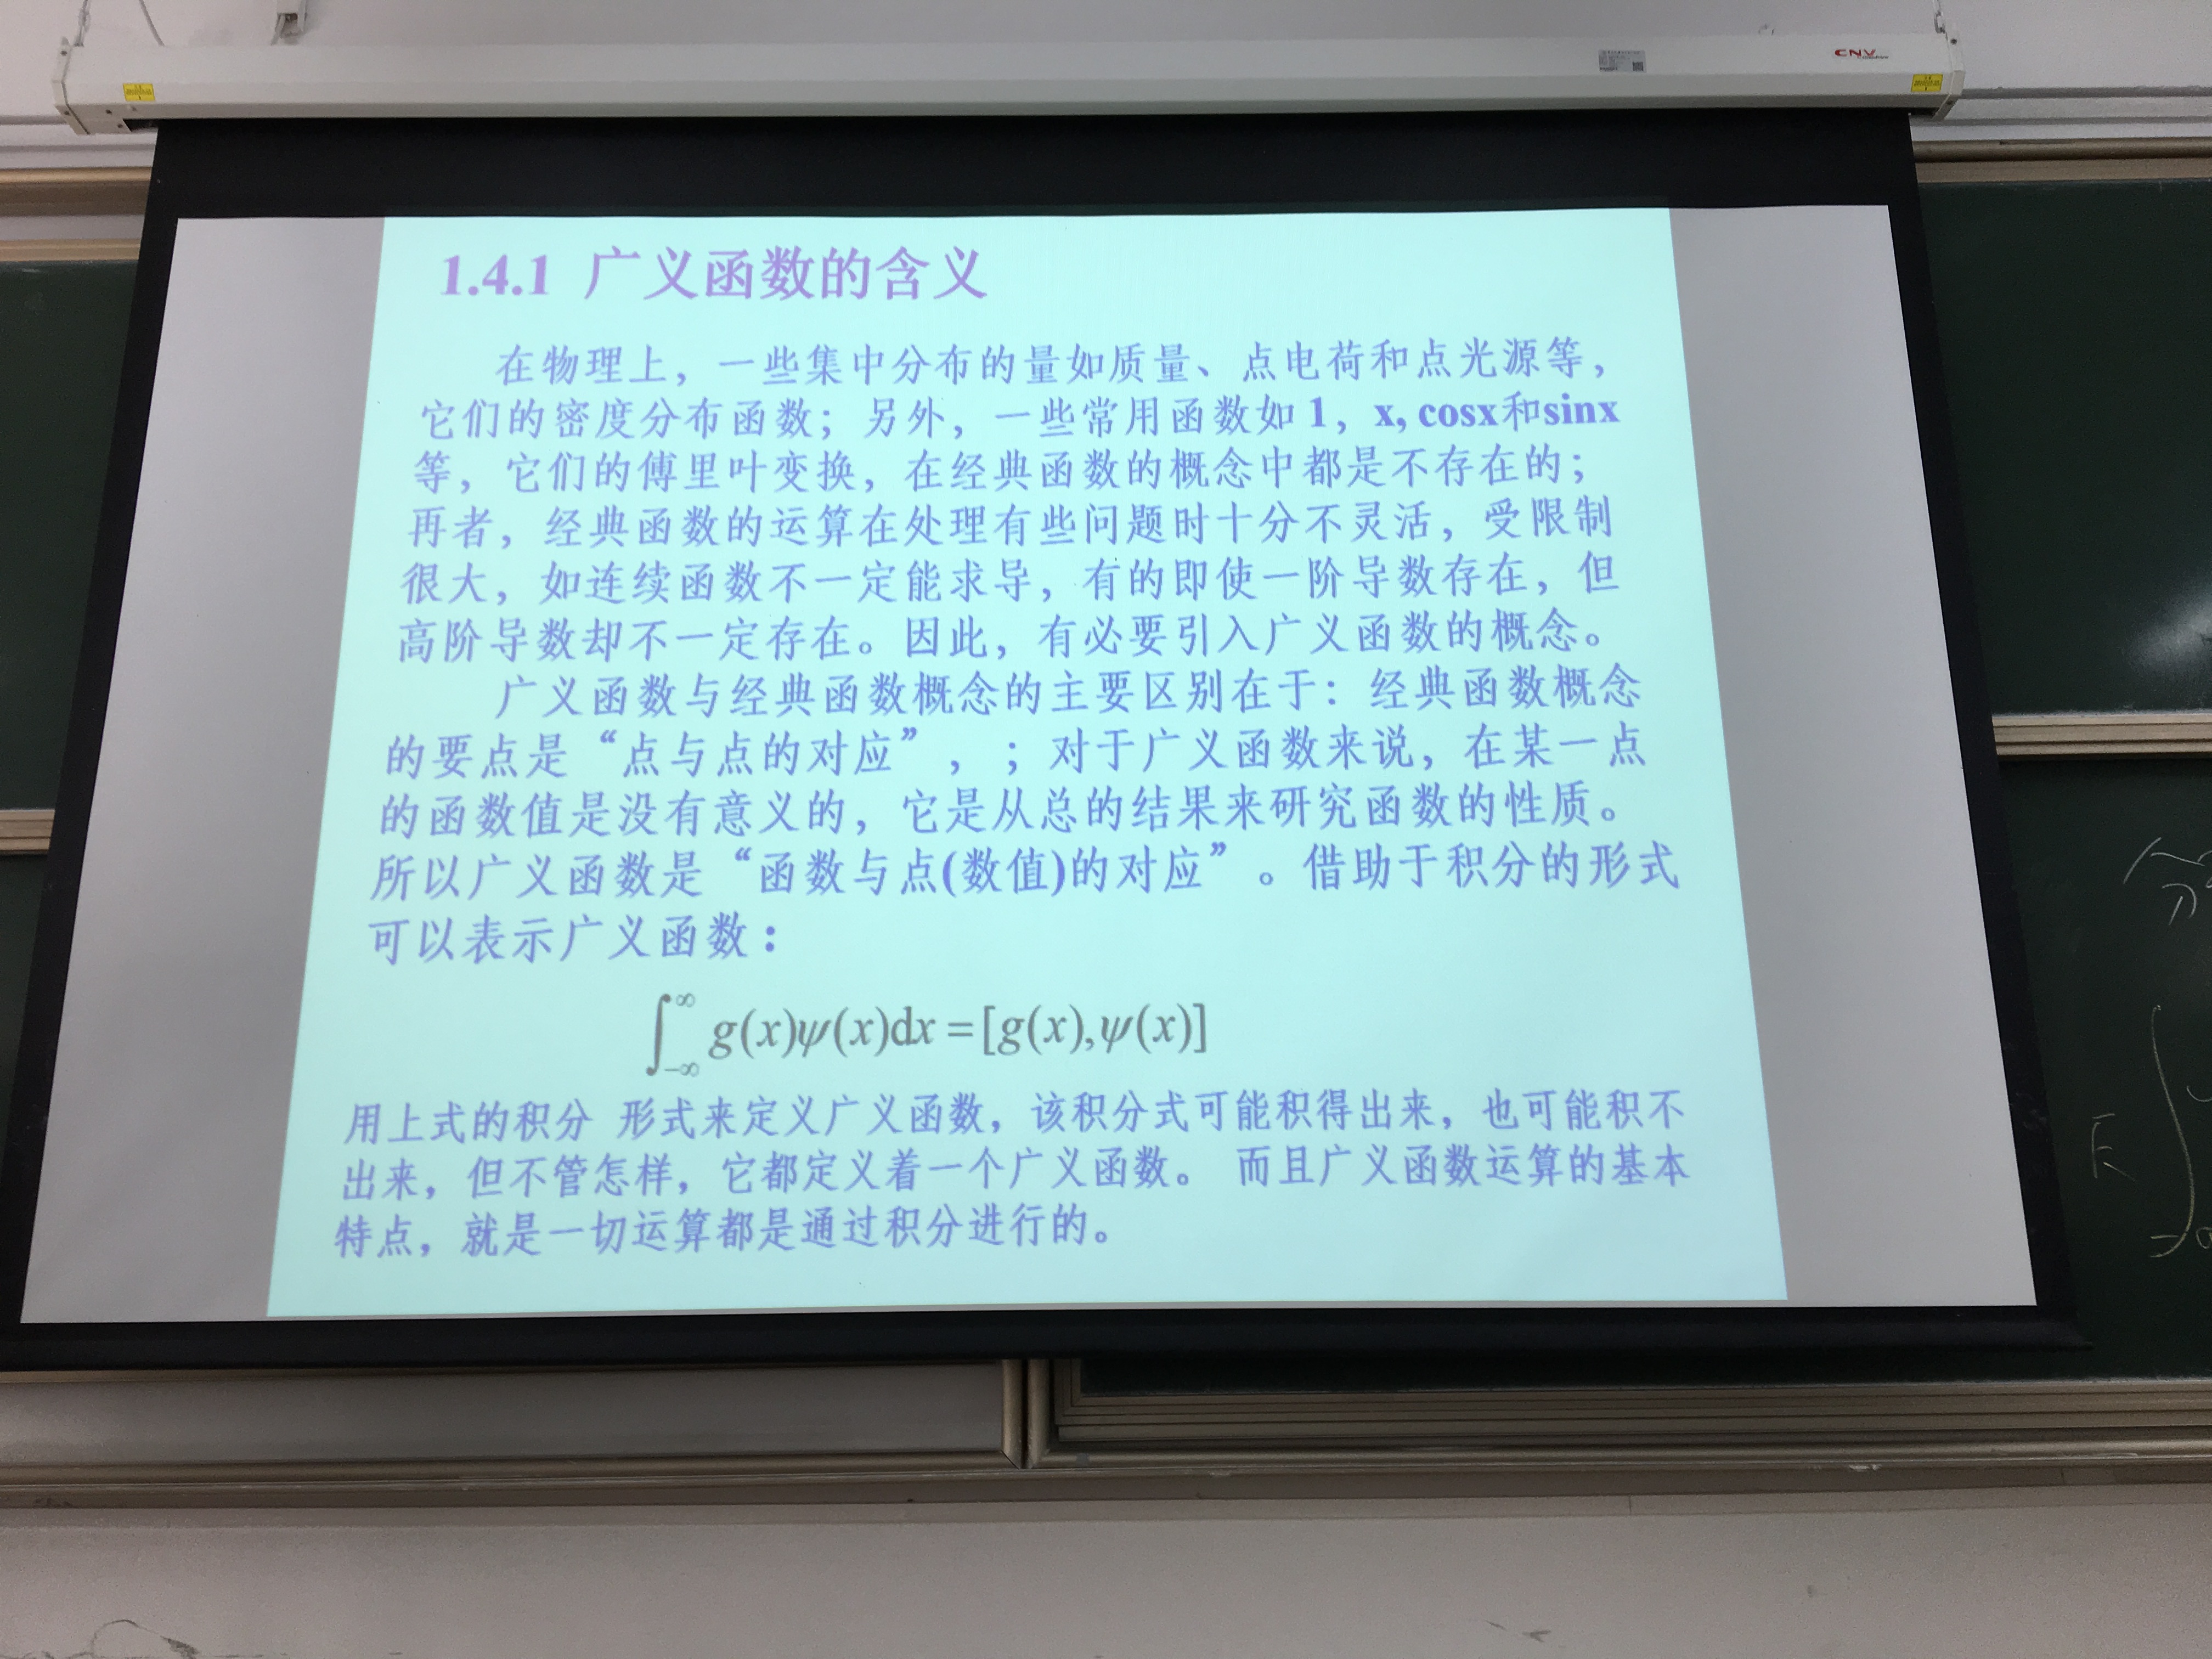 CNV
1.4.1 广义函数的含义
在物理上，一些集中分布的量如质量、点电荷和点光源等，
它们的密度分布函数；另外，一些常用函数如 1，x, cosx和sinx
等，它们的傅里叶变换，在经典函数的概念中都是不存在的；
再者，经典函数的运算在处理有些问题时十分不灵活，受限制
很大，如连续函数不一定能求导，有的即使一阶导数存在，但
高阶导数却不一定存在。因此，有必要引入广义函数的概念。
广义函数与经典函数概念的主要区别在于：经典函数概念
的要点是“点与点的对应”，；对于广义函数来说，在某一点
的函数值是没有意义的，它是从总的结果来研究函数的性质。
所以广义函数是“函数与点(数值)的对应”。借助于积分的形式
可以表示广义函数：
∫_{-∞}^{∞} g(x)ψ(x)dx = [g(x),ψ(x)]
用上式的积分 形式来定义广义函数，该积分式可能积得出来，也可能积不
出来，但不管怎样，它都定义着一个广义函数。 而且广义函数运算的基本
特点，就是一切运算都是通过积分进行的。